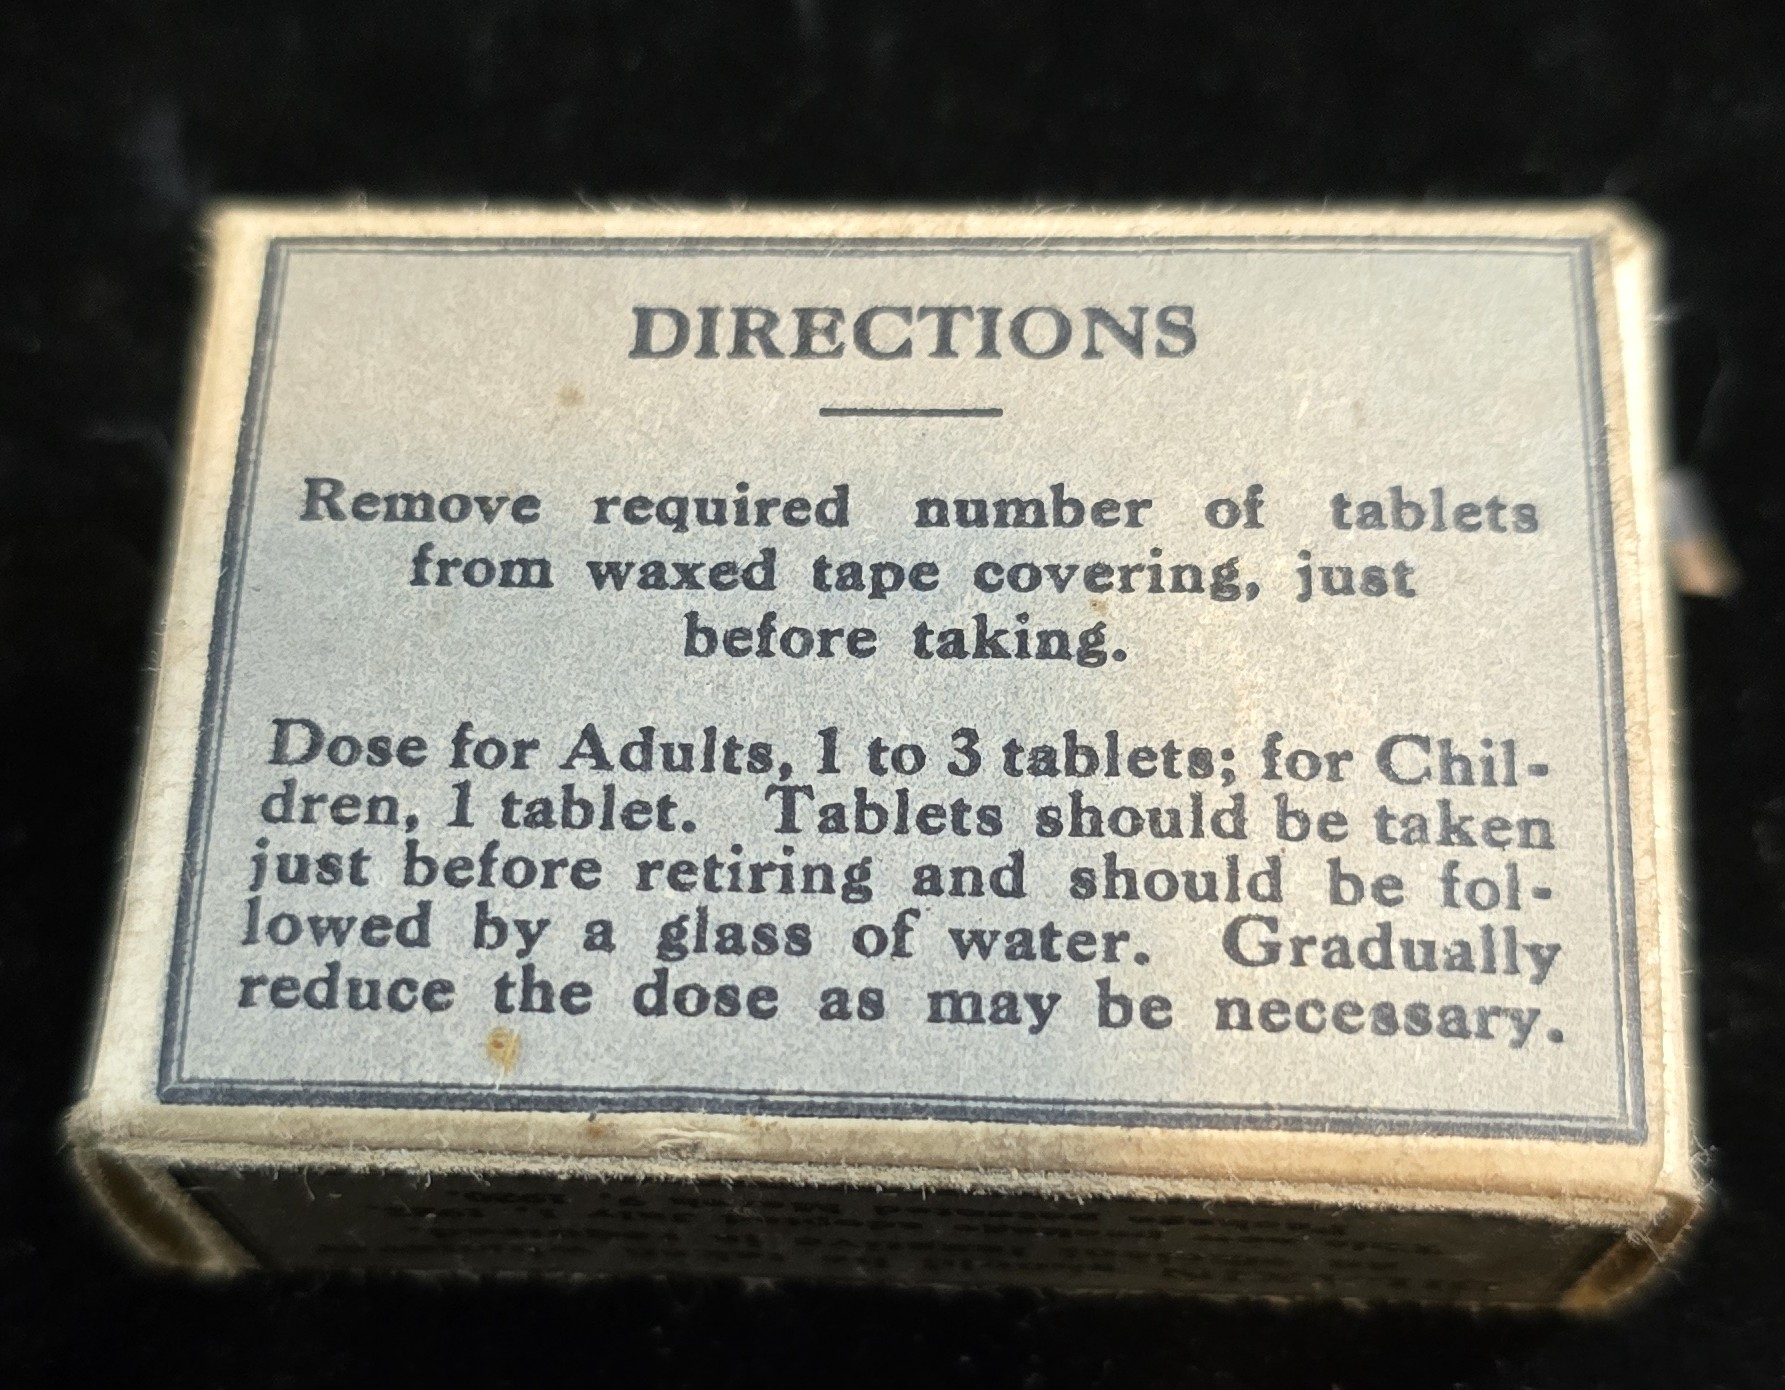 DIRECTIONS
Remove required number of tablets
from waxed tape covering, just
before taking.
Dose for Adults, 1 to 3 tablets; for Chil-
dren, 1 tablet. Tablets should be taken
just before retiring and should be fol-
lowed by a glass of water. Gradually
reduce the dose as may be necessary.